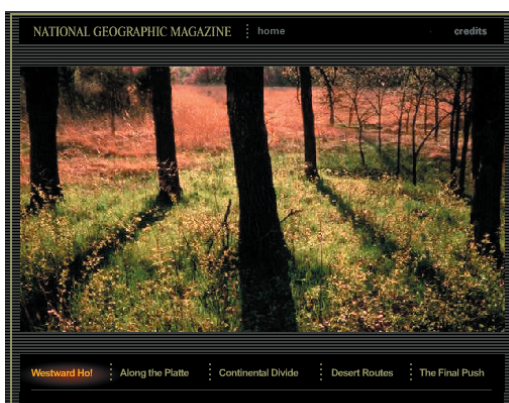 NATIONAL GEOGRAPHIC MAGAZINE home credits
Westward Ho! Along the Platte Continental Divide Desert Routes The Final Push